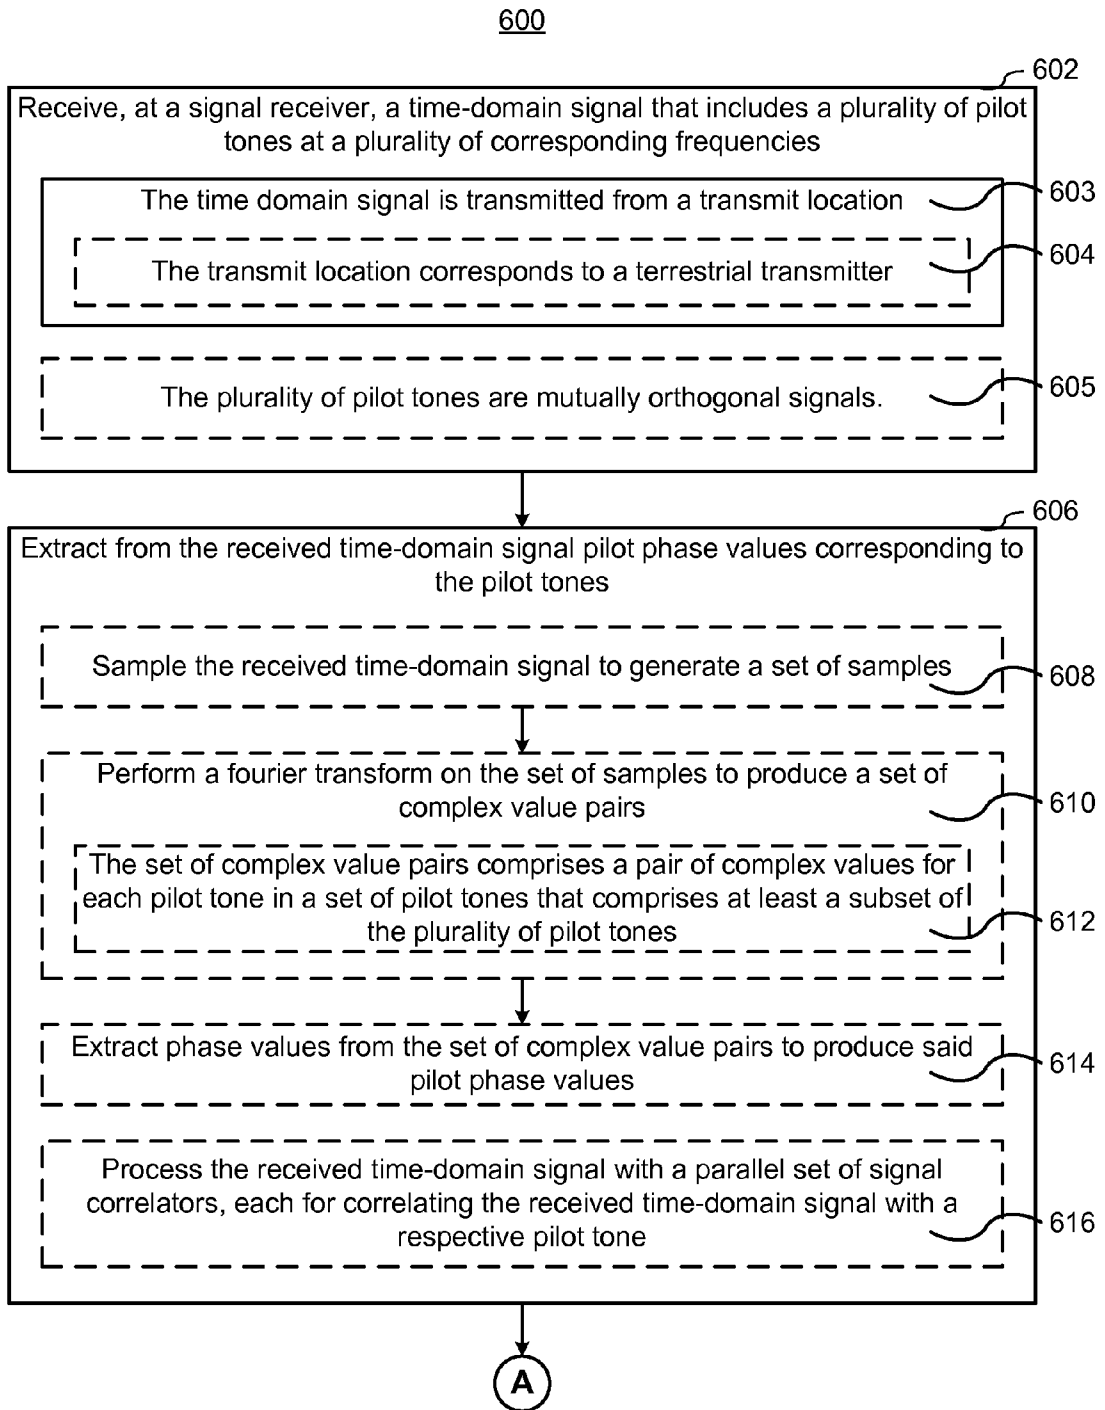 600
602
Receive, at a signal receiver, a time-domain signal that includes a plurality of pilot
tones at a plurality of corresponding frequencies
The time domain signal is transmitted from a transmit location
603
The transmit location corresponds to a terrestrial transmitter
604
The plurality of pilot tones are mutually orthogonal signals.
605
606
Extract from the received time-domain signal pilot phase values corresponding to
the pilot tones
Sample the received time-domain signal to generate a set of samples
608
Perform a fourier transform on the set of samples to produce a set of
complex value pairs
610
The set of complex value pairs comprises a pair of complex values for
each pilot tone in a set of pilot tones that comprises at least a subset of
the plurality of pilot tones
612
Extract phase values from the set of complex value pairs to produce said
pilot phase values
614
Process the received time-domain signal with a parallel set of signal
correlators, each for correlating the received time-domain signal with a
respective pilot tone
616
A